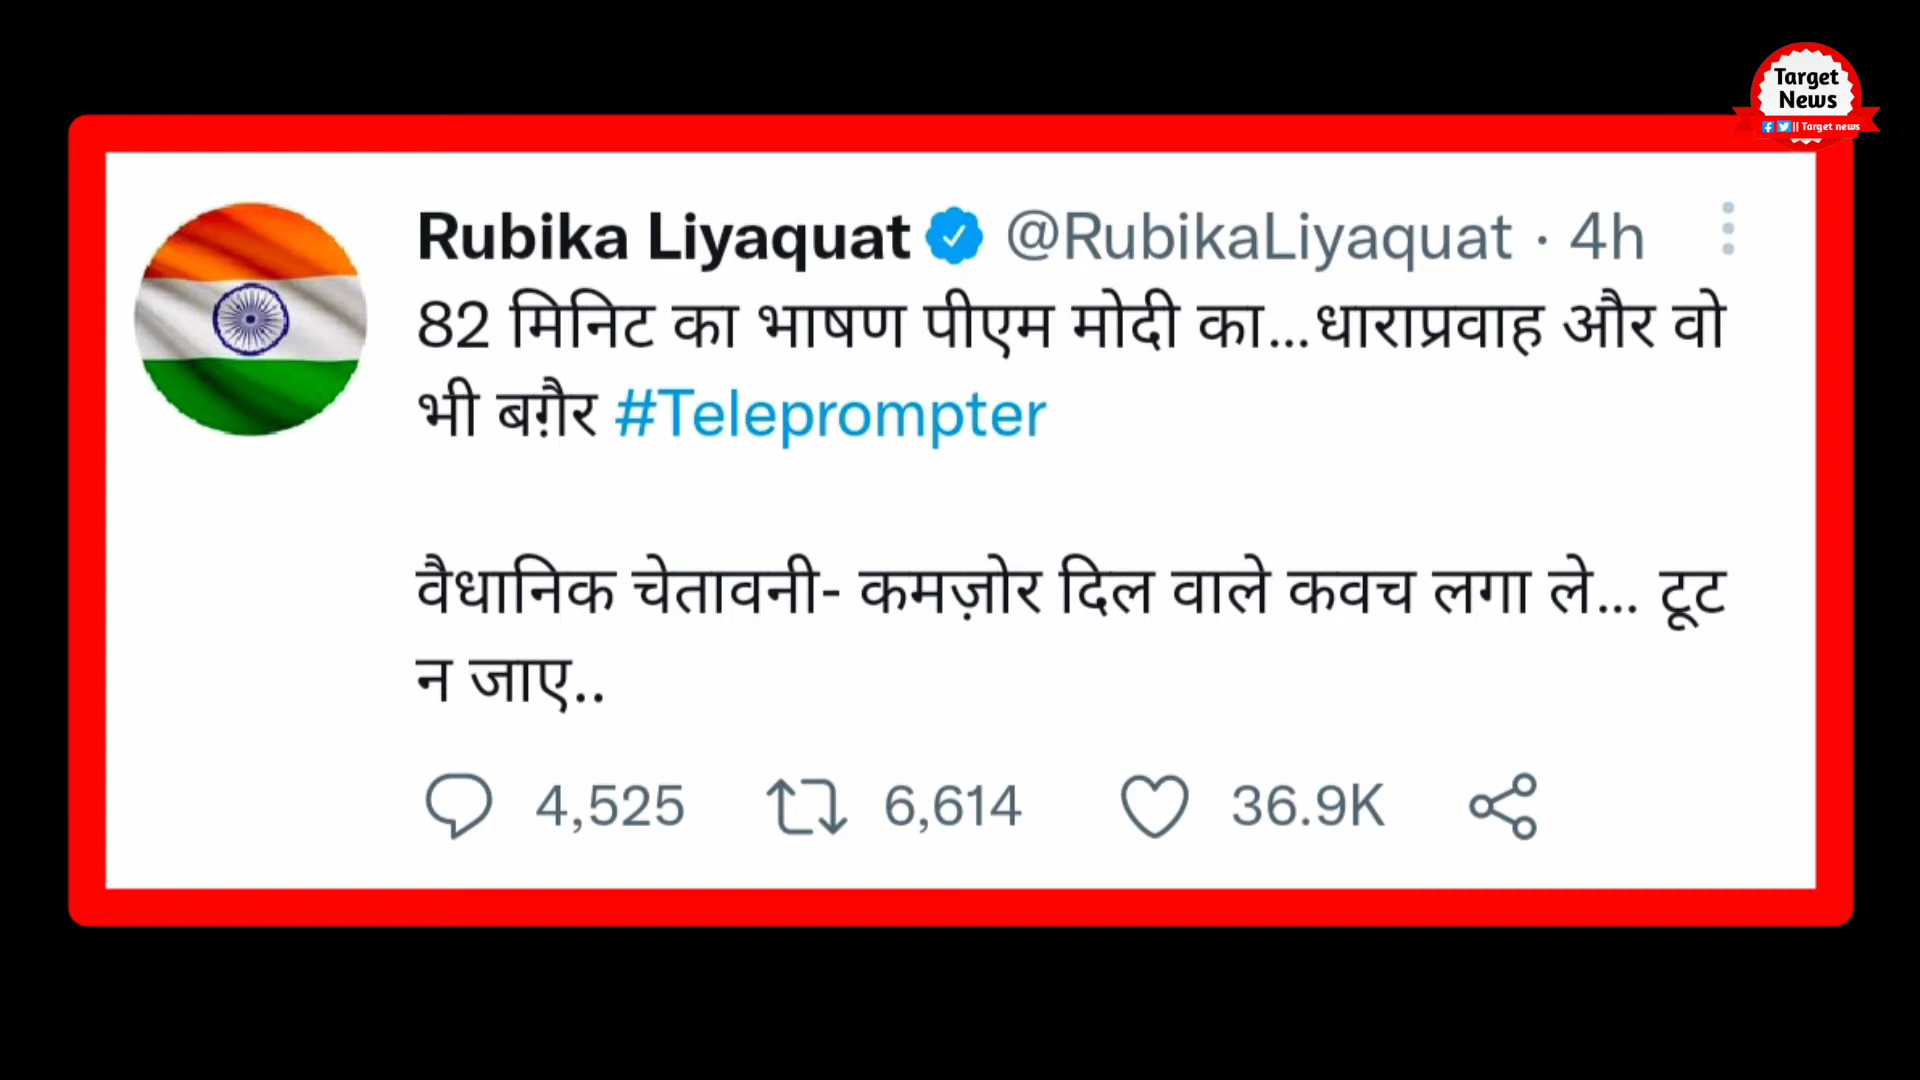 Target
News
|| Target news
Rubika Liyaquat @RubikaLiyaquat · 4h
82 मिनिट का भाषण पीएम मोदी का...धाराप्रवाह और वो
भी बग़ैर #Teleprompter
वैधानिक चेतावनी- कमज़ोर दिल वाले कवच लगा ले... टूट
न जाए..
4,525 6,614 36.9K